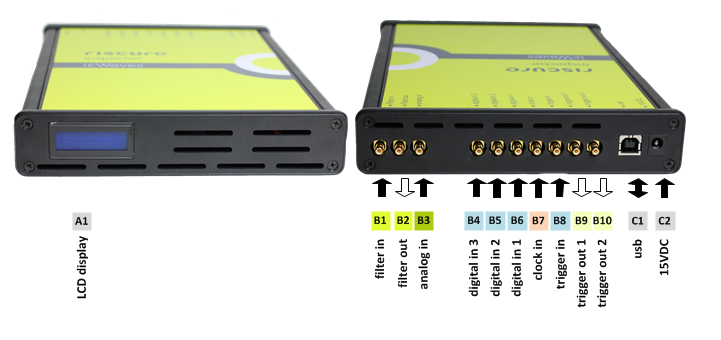 riscure
inspector
icWaves
riscure
inspector
icWaves
A1
B1
B2
B3
B4
B5
B6
B7
B8
B9
B10
C1
C2
LCD display
filter in
filter out
analog in
digital in 3
digital in 2
digital in 1
clock in
trigger in
trigger out 1
trigger out 2
usb
15VDC